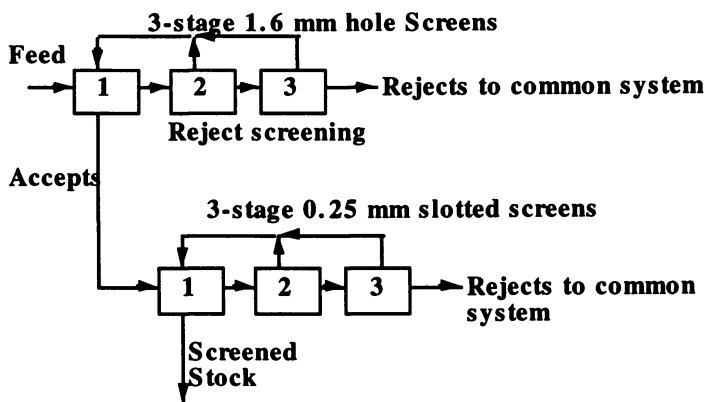 3-stage 1.6 mm hole Screens
Feed
1
2
3
Rejects to common system
Reject screening
Accepts
3-stage 0.25 mm slotted screens
1
2
3
Rejects to common
system
Screened
Stock